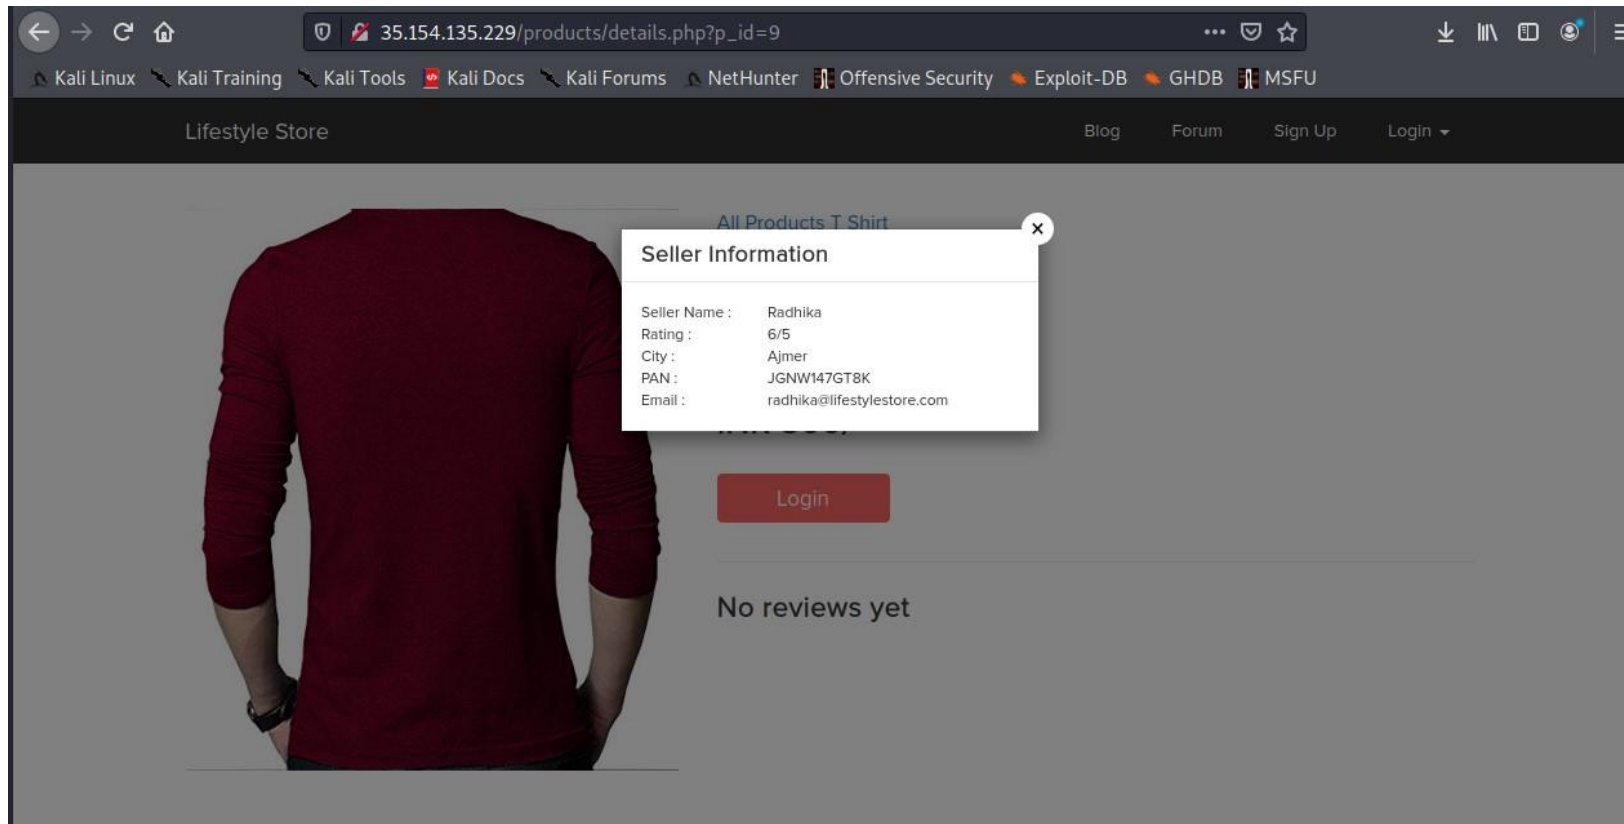 35.154.135.229/products/details.php?p_id=9
Kali Linux Kali Training Kali Tools Kali Docs Kali Forums NetHunter Offensive Security Exploit-DB GHDB MSFU
Lifestyle Store Blog Forum Sign Up Login
All Products T Shirt
Seller Information
Seller Name : Radhika
Rating : 6/5
City : Ajmer
PAN : JGNW147GT8K
Email : radhika@lifestylestore.com
Login
No reviews yet